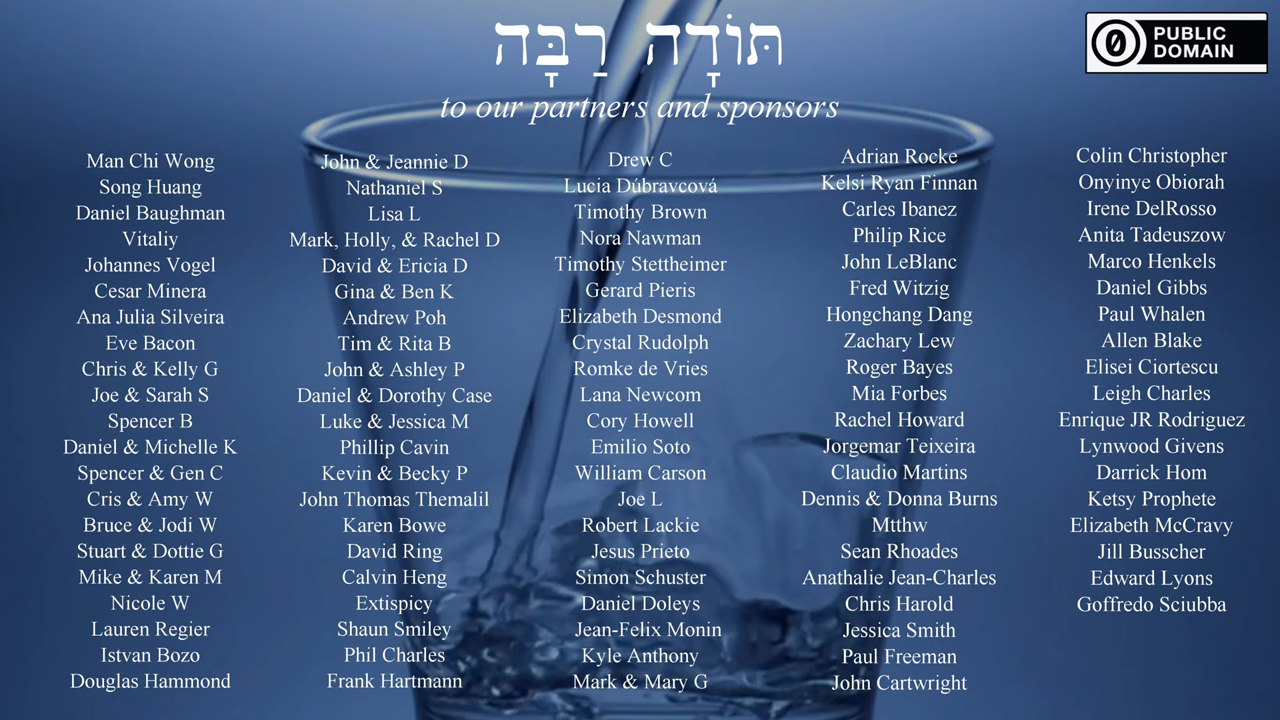 תּוֹדָה רַבָּה
to our partners and sponsors
PUBLIC
DOMAIN
Man Chi Wong
Song Huang
Daniel Baughman
Vitaliy
Johannes Vogel
Cesar Minera
Ana Julia Silveira
Eve Bacon
Chris & Kelly G
Joe & Sarah S
Spencer B
Daniel & Michelle K
Spencer & Gen C
Cris & Amy W
Bruce & Jodi W
Stuart & Dottie G
Mike & Karen M
Nicole W
Lauren Regier
Istvan Bozo
Douglas Hammond
John & Jeannie D
Nathaniel S
Lisa L
Mark, Holly, & Rachel D
David & Ericia D
Gina & Ben K
Andrew Poh
Tim & Rita B
John & Ashley P
Daniel & Dorothy Case
Luke & Jessica M
Phillip Cavin
Kevin & Becky P
John Thomas Themalil
Karen Bowe
David Ring
Calvin Heng
Extispicy
Shaun Smiley
Phil Charles
Frank Hartmann
Drew C
Lucia Dúbravcová
Timothy Brown
Nora Nawman
Timothy Stettheimer
Gerard Pieris
Elizabeth Desmond
Crystal Rudolph
Romke de Vries
Lana Newcom
Cory Howell
Emilio Soto
William Carson
Joe L
Robert Lackie
Jesus Prieto
Simon Schuster
Daniel Doleys
Jean-Felix Monin
Kyle Anthony
Mark & Mary G
Adrian Rocke
Kelsi Ryan Finnan
Carles Ibanez
Philip Rice
John LeBlanc
Fred Witzig
Hongchang Dang
Zachary Lew
Roger Bayes
Mia Forbes
Rachel Howard
Jorgemar Teixeira
Claudio Martins
Dennis & Donna Burns
Mtthw
Sean Rhoades
Anathalie Jean-Charles
Chris Harold
Jessica Smith
Paul Freeman
John Cartwright
Colin Christopher
Onyinye Obiorah
Irene DelRosso
Anita Tadeuszow
Marco Henkels
Daniel Gibbs
Paul Whalen
Allen Blake
Elisei Ciortescu
Leigh Charles
Enrique JR Rodriguez
Lynwood Givens
Darrick Hom
Ketsy Prophete
Elizabeth McCravy
Jill Busscher
Edward Lyons
Goffredo Sciubba